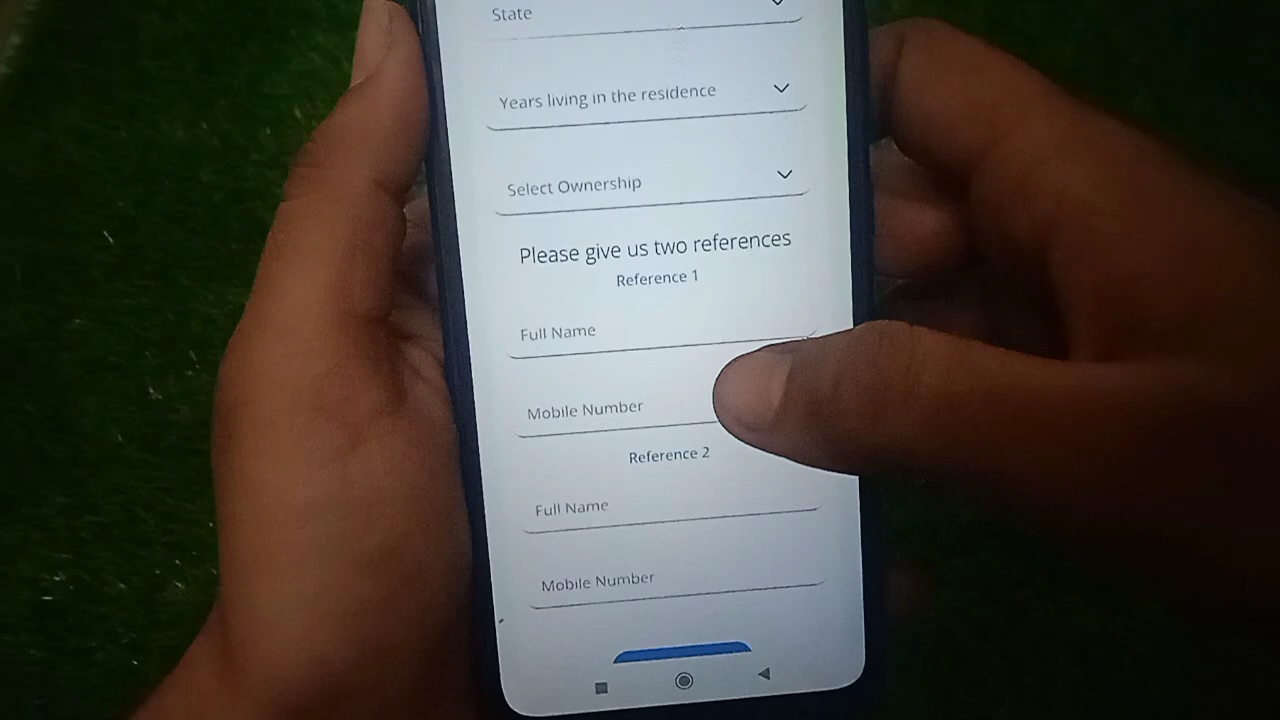 State
Years living in the residence
Select Ownership
Please give us two references
Reference 1
Full Name
Mobile Number
Reference 2
Full Name
Mobile Number